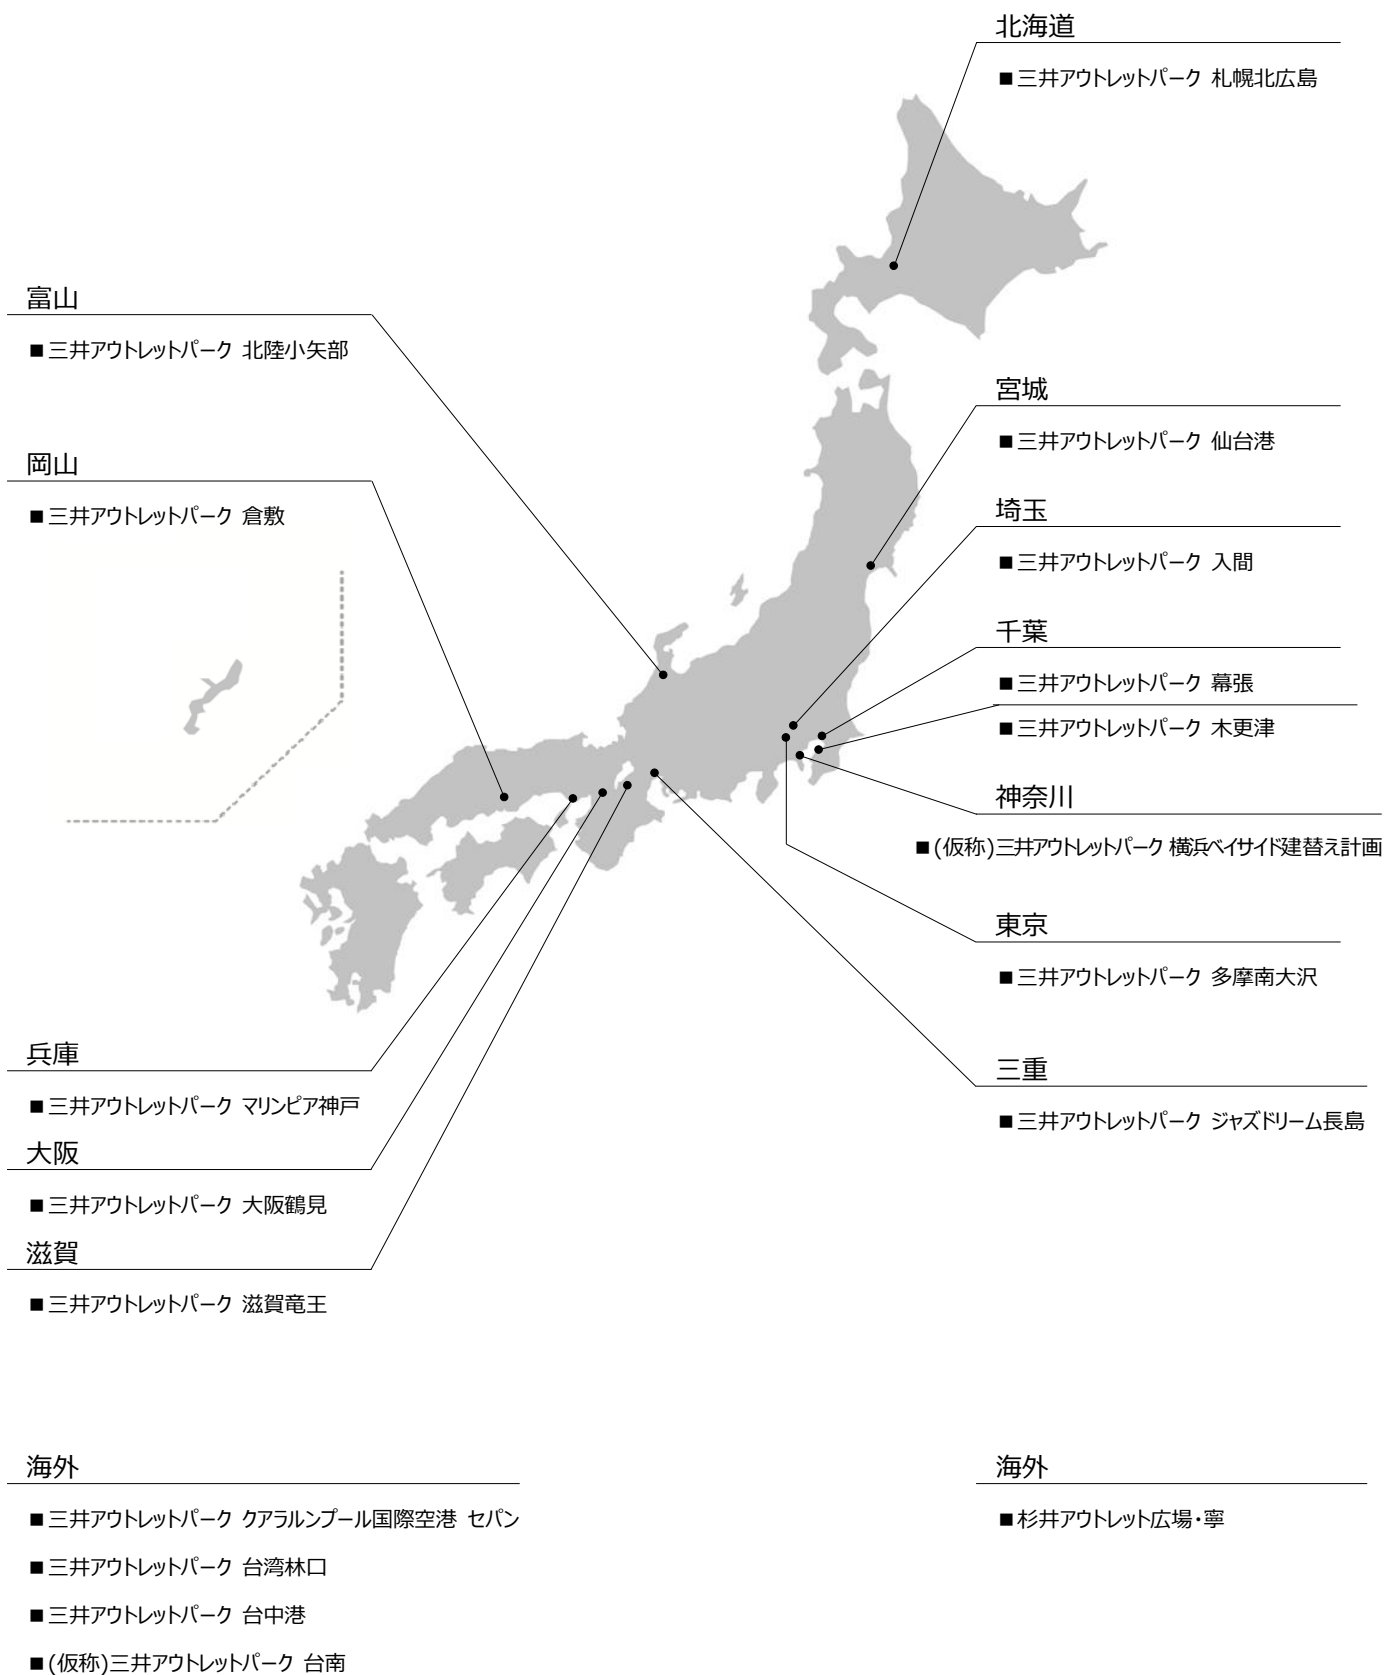 北海道
■三井アウトレットパーク 札幌北広島
富山
■三井アウトレットパーク 北陸小矢部
宮城
■三井アウトレットパーク 仙台港
岡山
■三井アウトレットパーク 倉敷
埼玉
■三井アウトレットパーク 入間
千葉
■三井アウトレットパーク 幕張
■三井アウトレットパーク 木更津
神奈川
■(仮称)三井アウトレットパーク 横浜ベイサイド建替え計画
東京
■三井アウトレットパーク 多摩南大沢
三重
■三井アウトレットパーク ジャズドリーム長島
兵庫
■三井アウトレットパーク マリンピア神戸
大阪
■三井アウトレットパーク 大阪鶴見
滋賀
■三井アウトレットパーク 滋賀竜王
海外
■三井アウトレットパーク クアラルンプール国際空港 セパン
■三井アウトレットパーク 台湾林口
■三井アウトレットパーク 台中港
■(仮称)三井アウトレットパーク 台南
海外
■杉井アウトレット広場・寧